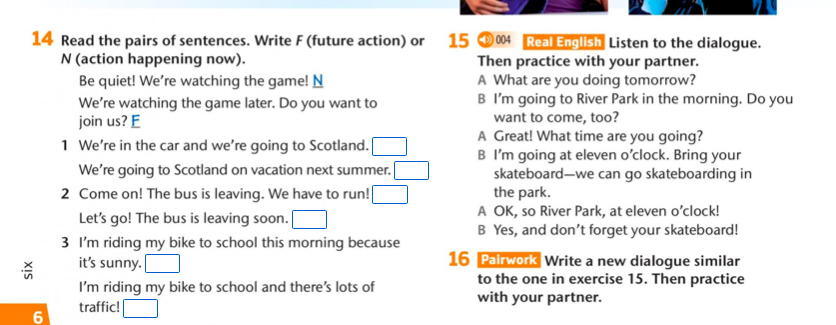 14 Read the pairs of sentences. Write F (future action) or
N (action happening now).
Be quiet! We're watching the game! N
We're watching the game later. Do you want to
join us? F
1 We're in the car and we're going to Scotland.
We're going to Scotland on vacation next summer.
2 Come on! The bus is leaving. We have to run!
Let's go! The bus is leaving soon.
3 I'm riding my bike to school this morning because
it's sunny.
I'm riding my bike to school and there's lots of
traffic!
six
6
15 004 Real English Listen to the dialogue.
Then practice with your partner.
A What are you doing tomorrow?
B I'm going to River Park in the morning. Do you
want to come, too?
A Great! What time are you going?
B I'm going at eleven o'clock. Bring your
skateboard—we can go skateboarding in
the park.
A OK, so River Park, at eleven o'clock!
B Yes, and don't forget your skateboard!
16 Pairwork Write a new dialogue similar
to the one in exercise 15. Then practice
with your partner.